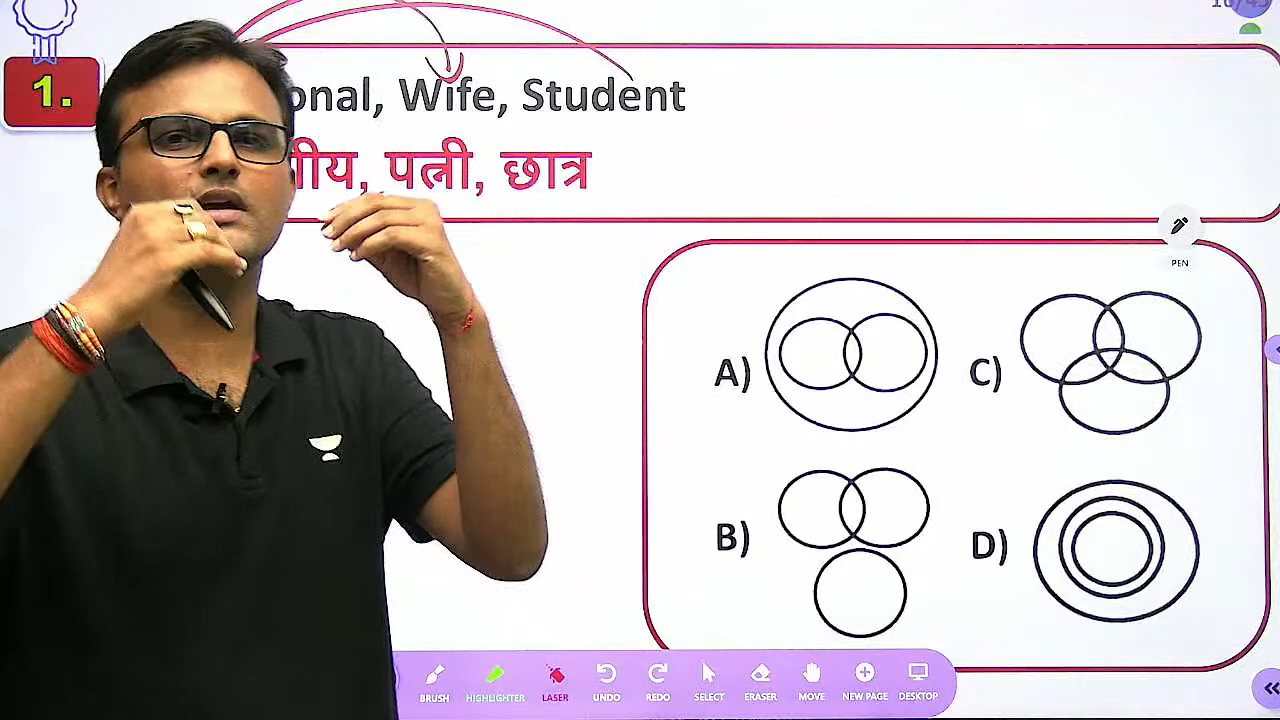 1.
onal, Wife, Student
पत्नी, छात्र
PEN
A)
C)
B)
D)
BRUSH
HIGHLIGHTER
LASER
UNDO
REDO
SELECT
ERASER
MOVE
NEW PAGE
DESKTOP